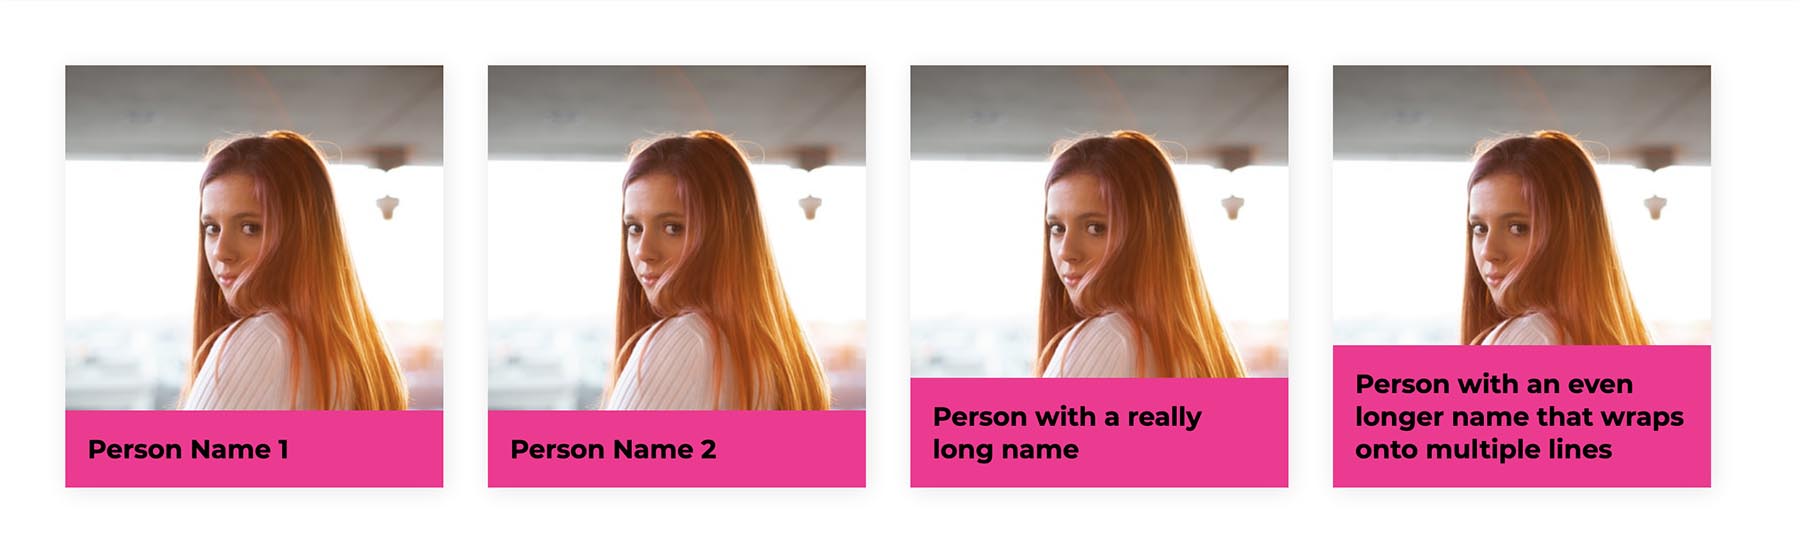 Person Name 1
Person Name 2
Person with a really
long name
Person with an even
longer name that wraps
onto multiple lines